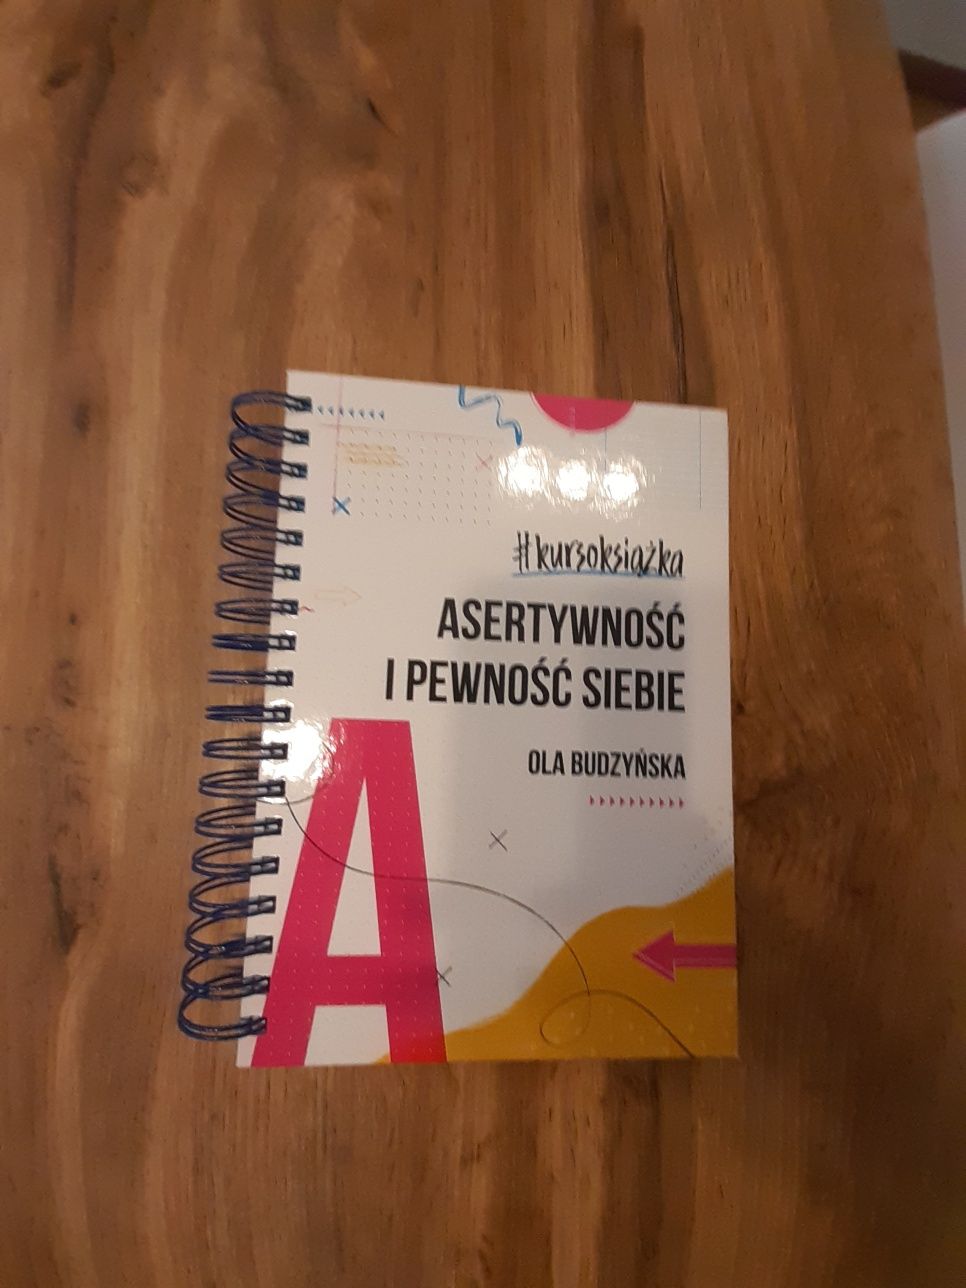 #kursoksiążka
ASERTYWNOŚĆ
I PEWNOŚĆ SIEBIE
OLA BUDZYŃSKA
A